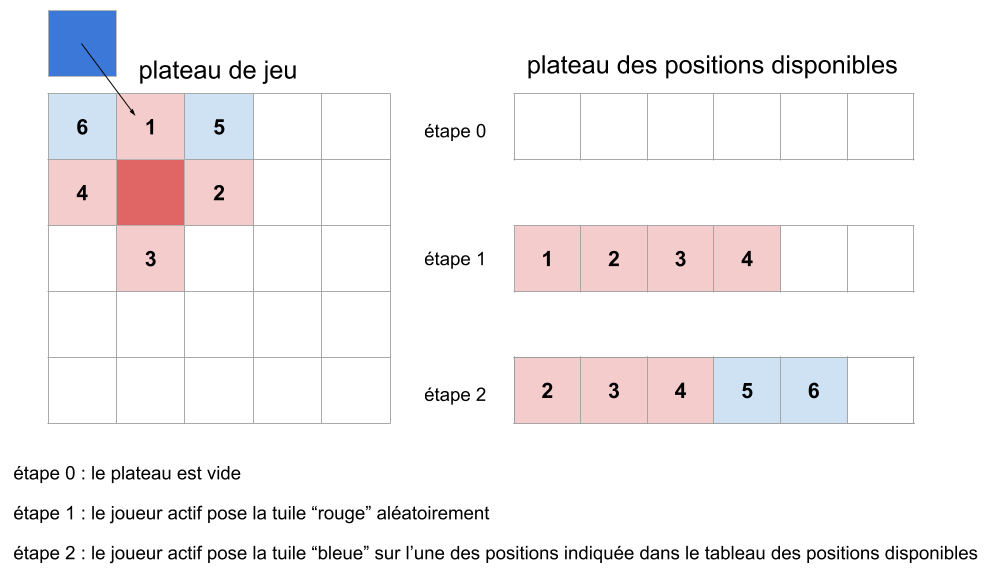 plateau de jeu
plateau des positions disponibles
6 1 5
4 2
3
étape 0
étape 1
1 2 3 4
étape 2
2 3 4 5 6
étape 0 : le plateau est vide
étape 1 : le joueur actif pose la tuile “rouge” aléatoirement
étape 2 : le joueur actif pose la tuile “bleue” sur l’une des positions indiquée dans le tableau des positions disponibles